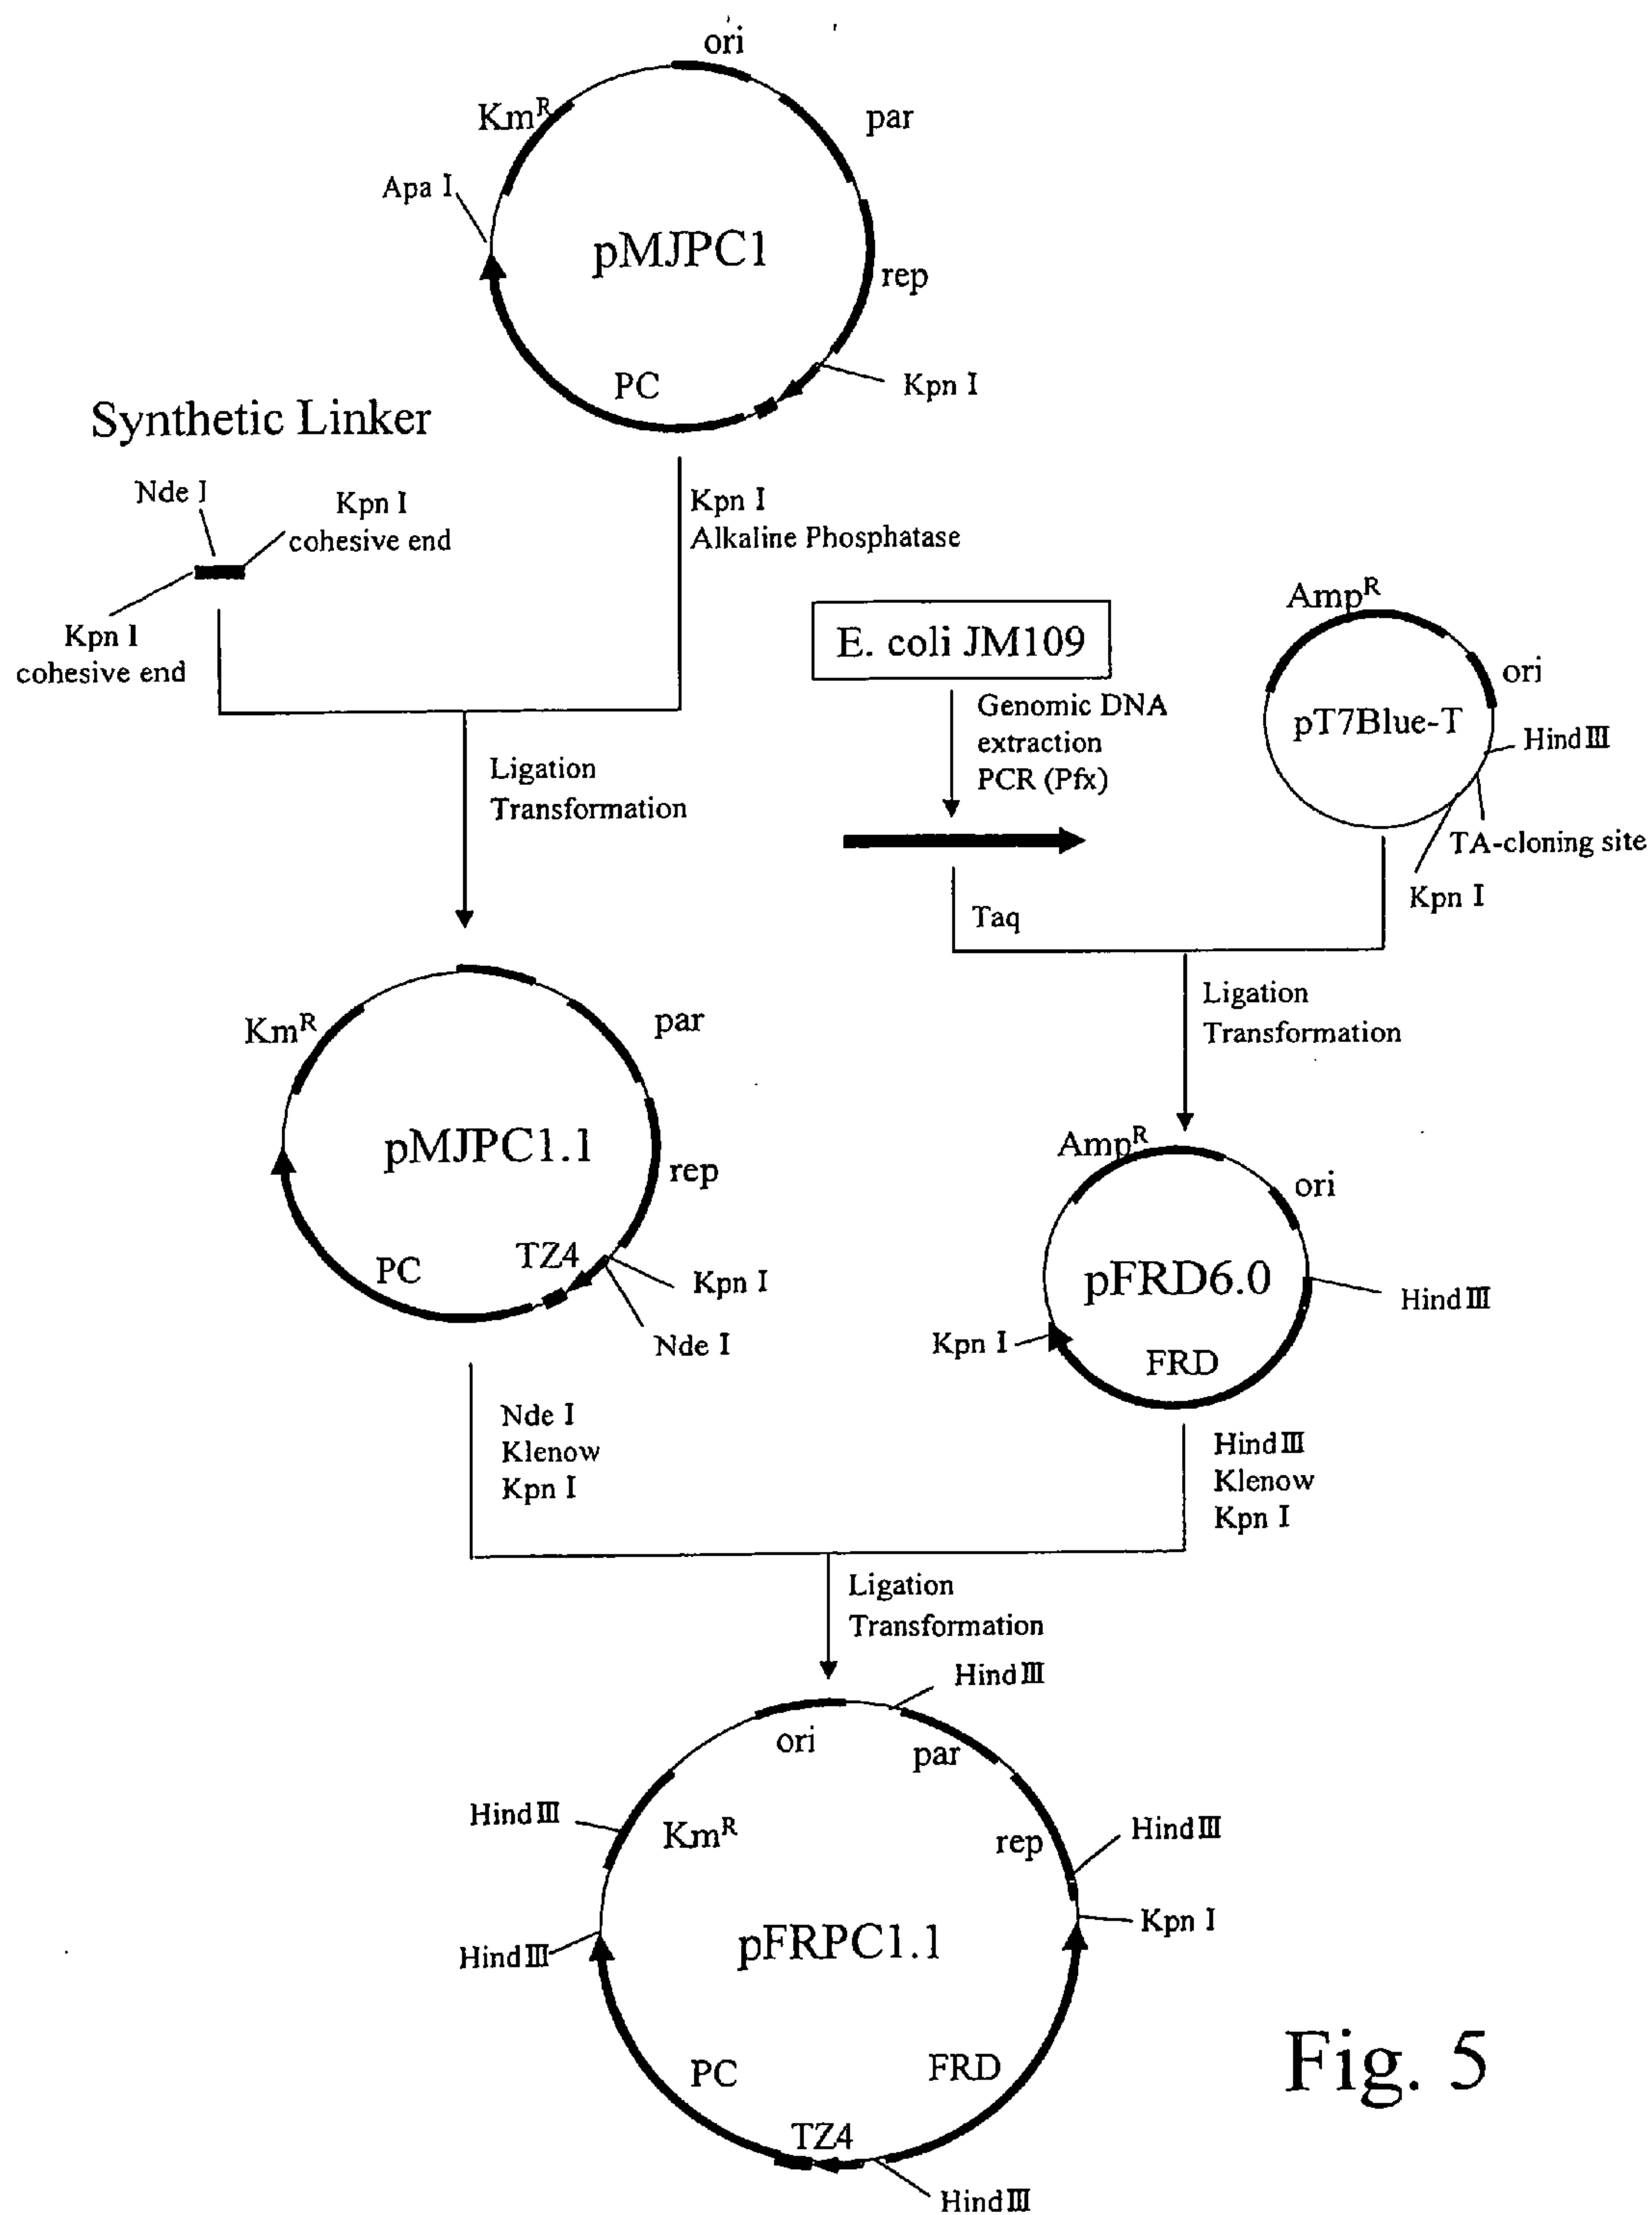 ori
Km^R
par
Apa I
pMJPC1
rep
PC
Kpn I
Synthetic Linker
Nde I
Kpn I
cohesive end
Kpn I
cohesive end
Kpn I
Alkaline Phosphatase
E. coli JM109
Genomic DNA
extraction
PCR (Pfx)
Taq
Amp^R
ori
pT7Blue-T
Hind III
TA-cloning site
Kpn I
Ligation
Transformation
Ligation
Transformation
Km^R
par
pMJPC1.1
rep
TZ4
PC
Kpn I
Nde I
Amp^R
ori
pFRD6.0
Hind III
Kpn I
FRD
Nde I
Klenow
Kpn I
Hind III
Klenow
Kpn I
Ligation
Transformation
Hind III
ori
par
Hind III
Km^R
rep
Hind III
Kpn I
pFRPC1.1
Hind III
PC
FRD
TZ4
Hind III
Fig. 5